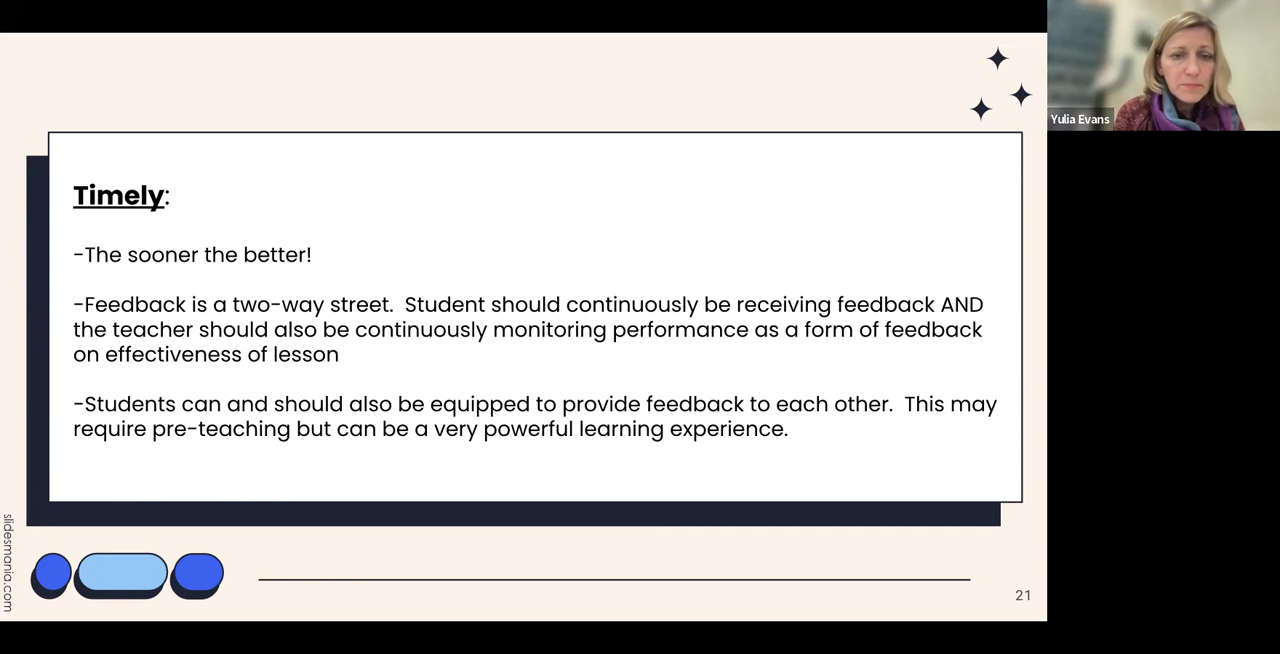 Timely:
-The sooner the better!
-Feedback is a two-way street.  Student should continuously be receiving feedback AND
the teacher should also be continuously monitoring performance as a form of feedback
on effectiveness of lesson
-Students can and should also be equipped to provide feedback to each other.  This may
require pre-teaching but can be a very powerful learning experience.
slidesmania.com
21
Yulia Evans